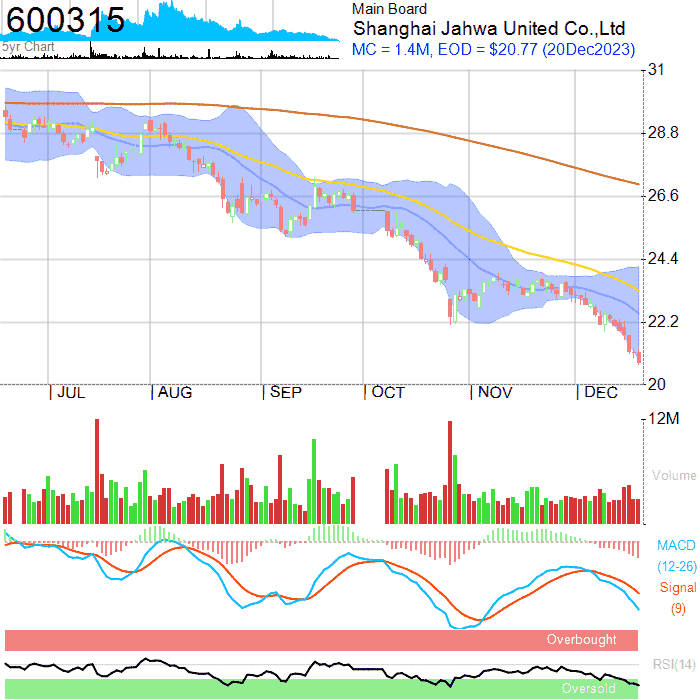 600315
5yr Chart
Main Board
Shanghai Jahwa United Co.,Ltd
MC = 1.4M, EOD = $20.77 (20Dec2023)
31
28.8
26.6
24.4
22.2
20
JUL AUG SEP OCT NOV DEC
12M
Volume
MACD
(12-26)
Signal
(9)
Overbought
RSI(14)
Oversold